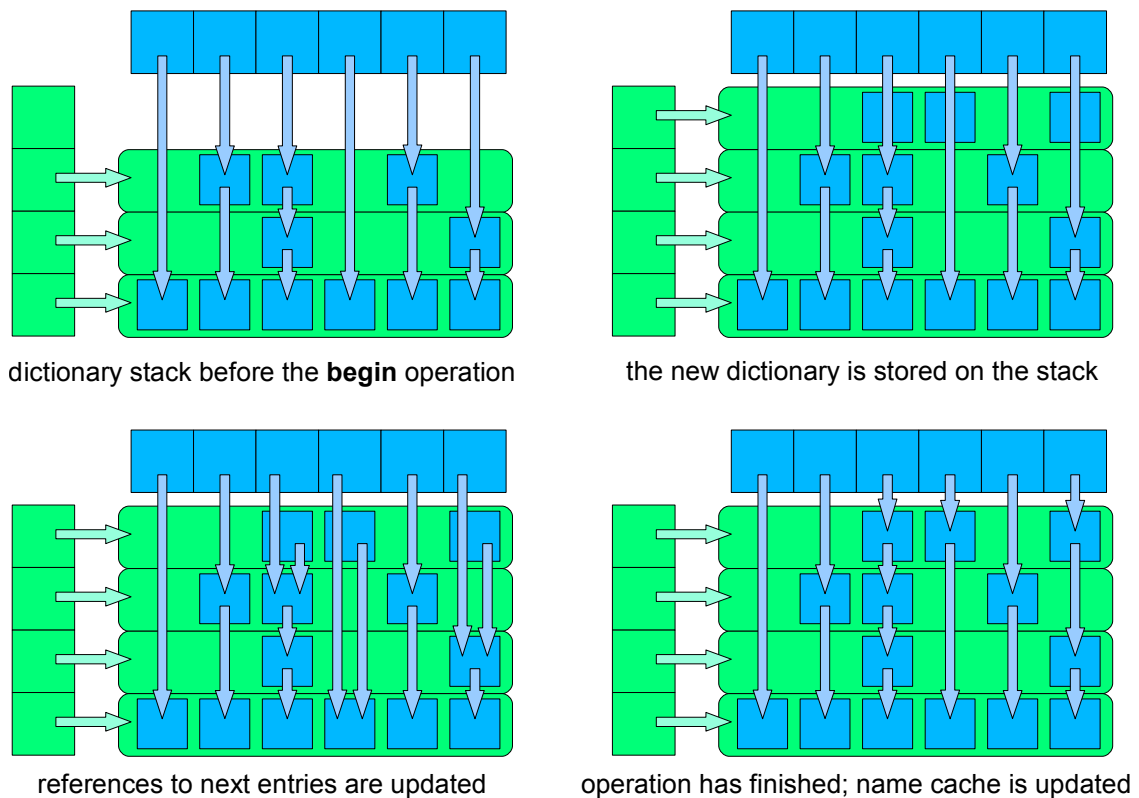 dictionary stack before the begin operation
the new dictionary is stored on the stack
references to next entries are updated
operation has finished; name cache is updated